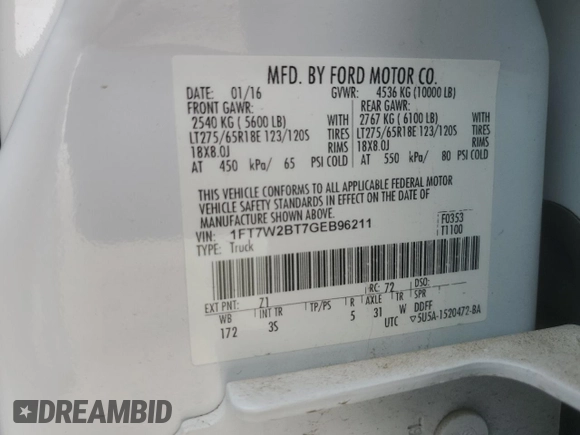 MFD. BY FORD MOTOR CO.
DATE: 01/16 GVWR: 4536 KG (10000 LB)
FRONT GAWR: REAR GAWR:
2540 KG ( 5600 LB) WITH 2767 KG ( 6100 LB) WITH
LT275/65R18E 123/120S TIRES LT275/65R18E 123/120S TIRES
18X8.0J RIMS 18X8.0J RIMS
AT 450 kPa/ 65 PSI COLD AT 550 kPa/ 80 PSI COLD
THIS VEHICLE CONFORMS TO ALL APPLICABLE FEDERAL MOTOR
VEHICLE SAFETY STANDARDS IN EFFECT ON THE DATE OF
MANUFACTURE SHOWN ABOVE.
VIN: 1FT7W2BT7GEB96211 F0353
TYPE: Truck T1100
RC: 72 DSO:
EXT PNT: Z1
WB INT TR TP/PS R AXLE TR SPR
172 3S 5 31 W DDFF
UTC ▽5U5A-1520472-BA
DREAMBID